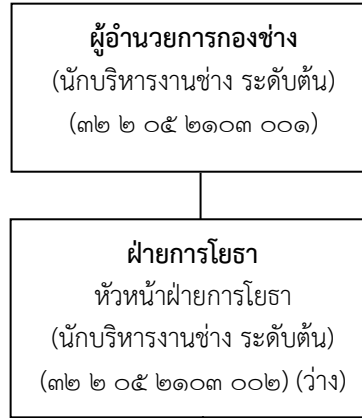 ผู้อำนวยการกองช่าง
(นักบริหารงานช่าง ระดับต้น)
(๓๒ ๒ ๐๕ ๒๑๐๓ ๐๐๑)
ฝ่ายการโยธา
หัวหน้าฝ่ายการโยธา
(นักบริหารงานช่าง ระดับต้น)
(๓๒ ๒ ๐๕ ๒๑๐๓ ๐๐๒) (ว่าง)